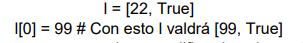 l = [22, True]
l[0] = 99 # Con esto l valdrá [99, True]